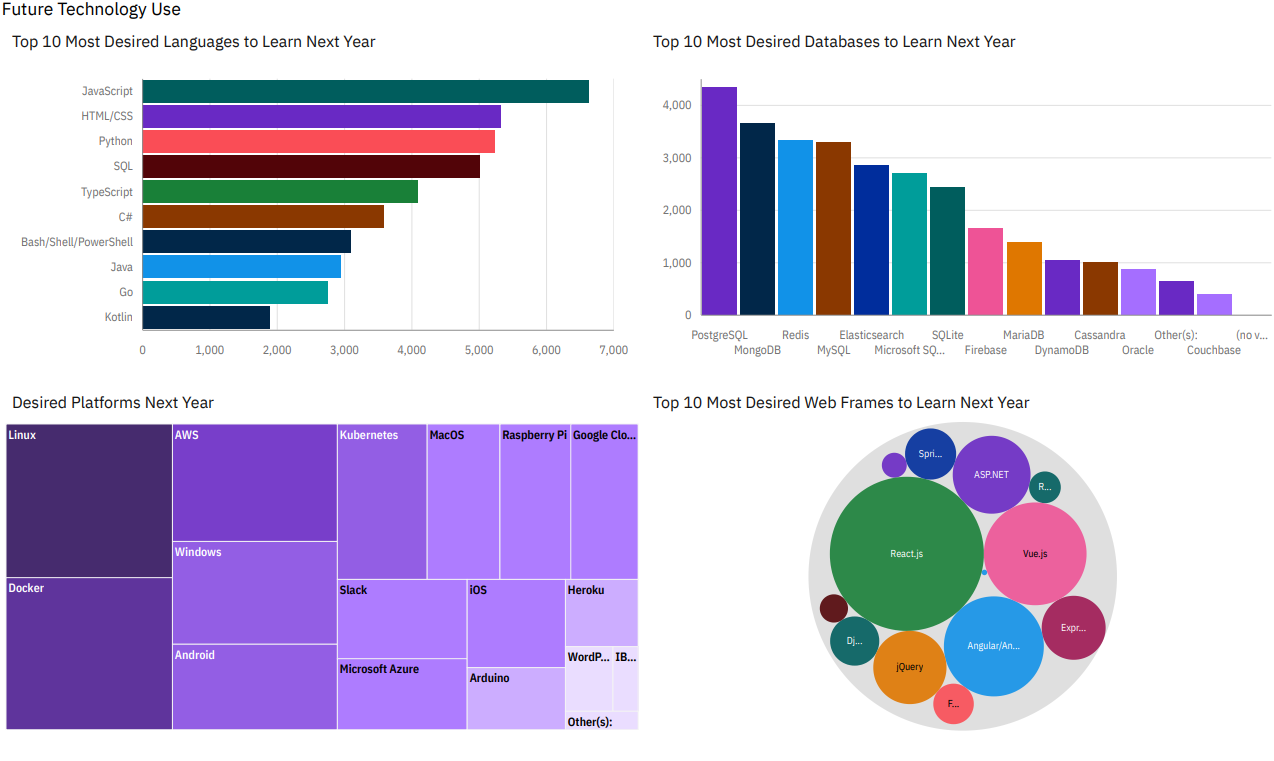 Future Technology Use
Top 10 Most Desired Languages to Learn Next Year
JavaScript
HTML/CSS
Python
SQL
TypeScript
C#
Bash/Shell/PowerShell
Java
Go
Kotlin
0 1,000 2,000 3,000 4,000 5,000 6,000 7,000
Top 10 Most Desired Databases to Learn Next Year
4,000
3,000
2,000
1,000
0
PostgreSQL Redis Elasticsearch SQLite MariaDB Cassandra Other(s): (no v...
MongoDB MySQL Microsoft SQ... Firebase DynamoDB Oracle Couchbase
Desired Platforms Next Year
Linux AWS Kubernetes MacOS Raspberry Pi Google Clo...
Windows
Docker Slack iOS Heroku
Android WordP... IB...
Microsoft Azure
Arduino
Other(s):
Top 10 Most Desired Web Frames to Learn Next Year
Spri...
ASP.NET
R...
React.js Vue.js
Expr...
Dj... Angular/An...
jQuery
F...